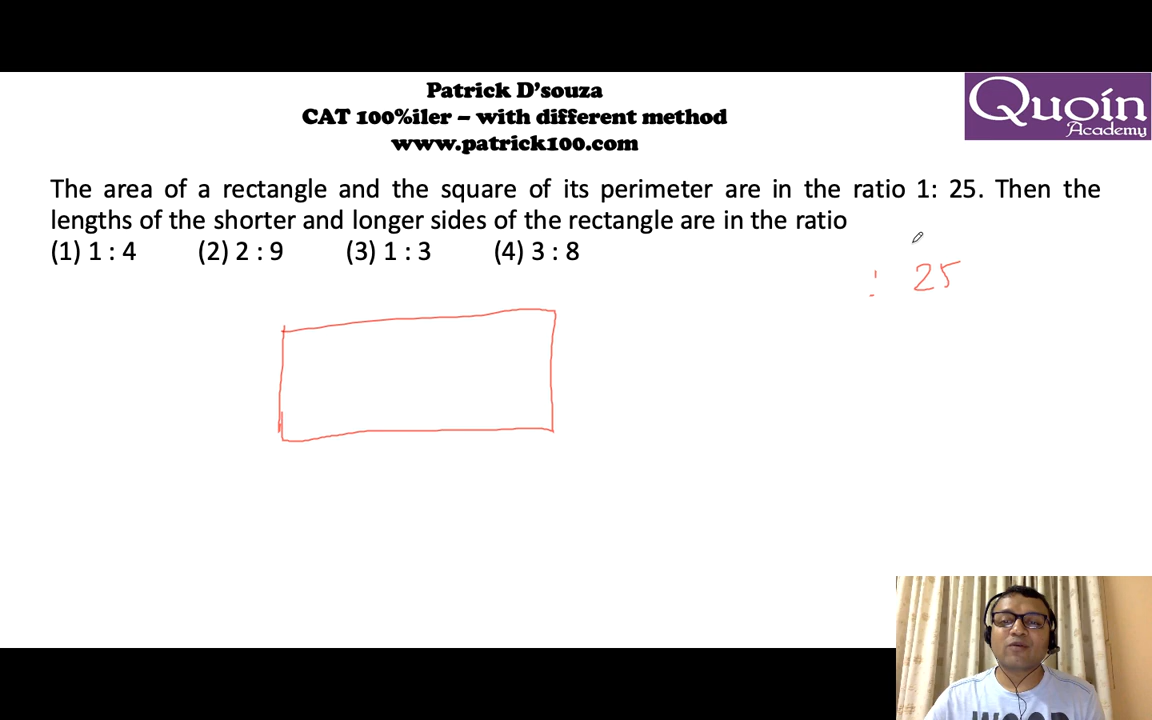 Patrick D'souza
CAT 100%iler – with different method
www.patrick100.com
Quoin
Academy
The area of a rectangle and the square of its perimeter are in the ratio 1: 25. Then the
lengths of the shorter and longer sides of the rectangle are in the ratio
(1) 1 : 4 (2) 2 : 9 (3) 1 : 3 (4) 3 : 8
: 25